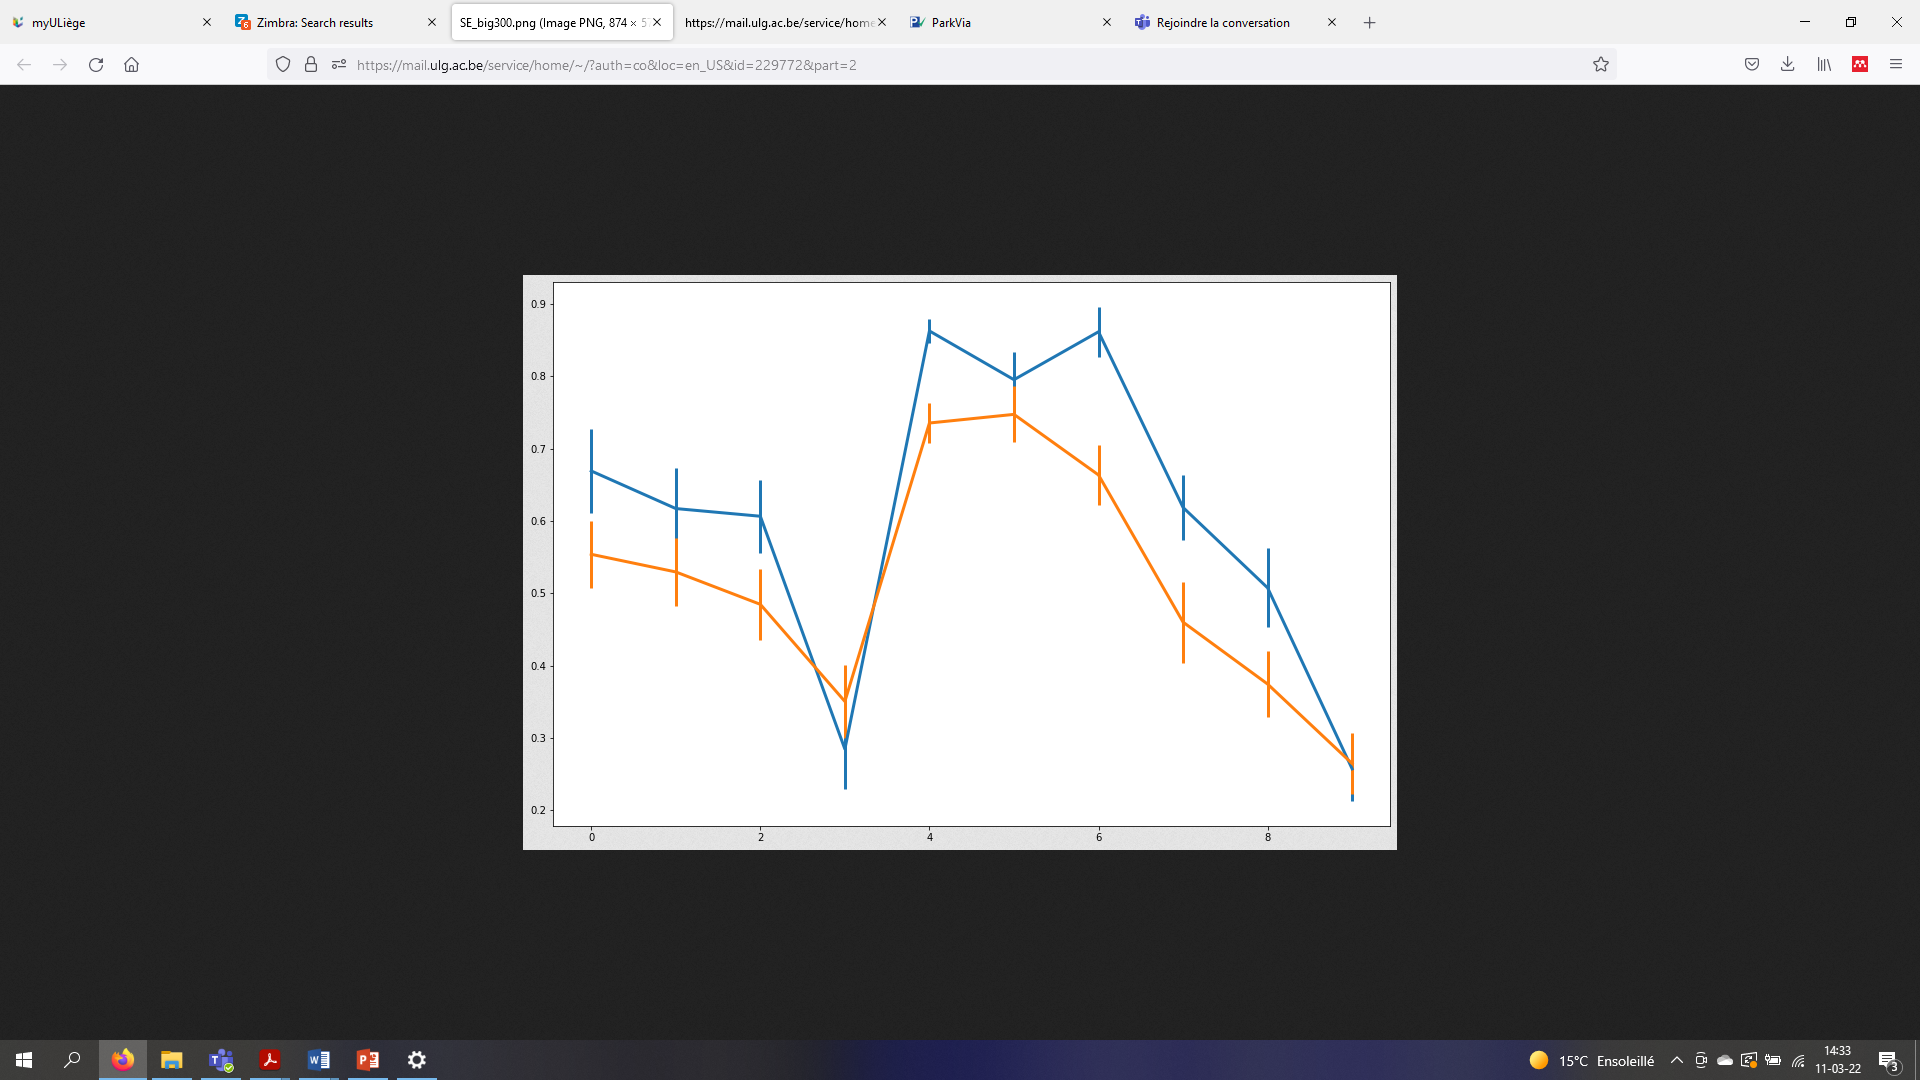 myULiège
Zimbra: Search results
SE_big300.png (Image PNG, 874 × 5
https://mail.ulg.ac.be/service/home
ParkVia
Rejoindre la conversation
https://mail.ulg.ac.be/service/home/~/?auth=co&loc=en_US&id=229772&part=2
0.9
0.8
0.7
0.6
0.5
0.4
0.3
0.2
0 2 4 6 8
15°C Ensoleillé
14:33
11-03-22
3